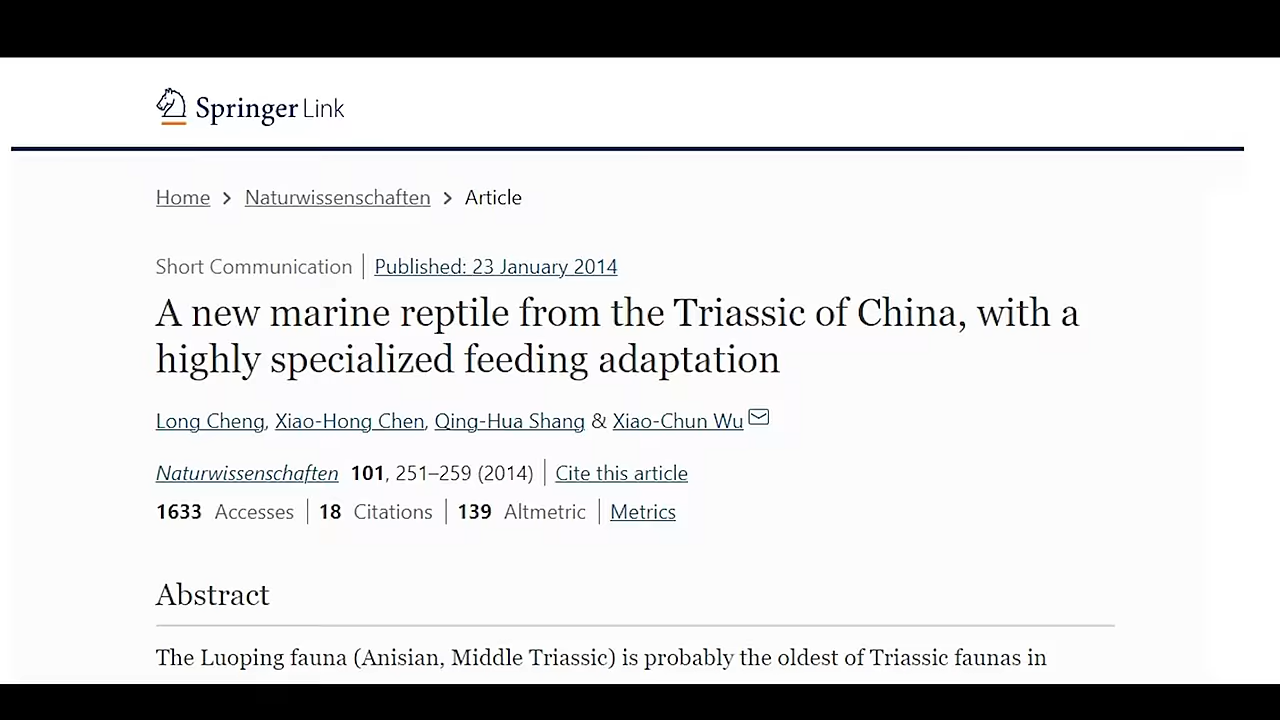 Springer Link
Home > Naturwissenschaften > Article
Short Communication | Published: 23 January 2014
A new marine reptile from the Triassic of China, with a
highly specialized feeding adaptation
Long Cheng, Xiao-Hong Chen, Qing-Hua Shang & Xiao-Chun Wu
Naturwissenschaften 101, 251–259 (2014) | Cite this article
1633 Accesses | 18 Citations | 139 Altmetric | Metrics
Abstract
The Luoping fauna (Anisian, Middle Triassic) is probably the oldest of Triassic faunas in